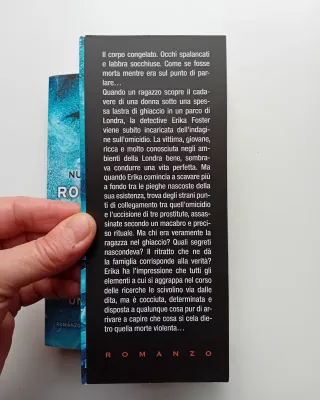 Il corpo congelato. Occhi spalancati
e labbra socchiuse. Come se fosse
morta mentre era sul punto di par-
lare…
Quando un ragazzo scopre il cada-
vere di una donna sotto una spes-
sa lastra di ghiaccio in un parco di
Londra, la detective Erika Foster
viene subito incaricata dell'indagi-
ne sull'omicidio. La vittima, giovane,
ricca e molto conosciuta negli am-
bienti della Londra bene, sembra-
va condurre una vita perfetta. Ma
quando Erika comincia a scavare più
a fondo tra le pieghe nascoste della
sua esistenza, trova degli strani pun-
ti di collegamento tra quell'omicidio
e l'uccisione di tre prostitute, assas-
sinate secondo un macabro e preci-
so rituale. Ma chi era veramente la
ragazza nel ghiaccio? Quali segreti
nascondeva? Il ritratto che ne dà
la famiglia corrisponde alla verità?
Erika ha l'impressione che tutti gli
elementi a cui si aggrappa nel corso
delle ricerche le scivolino via dalle
dita, ma è cocciuta, determinata e
disposta a qualunque cosa pur di ar-
rivare a capire che cosa si cela die-
tro quella morte violenta…
ROMANZO
NU
RO
UN
ROMANZO